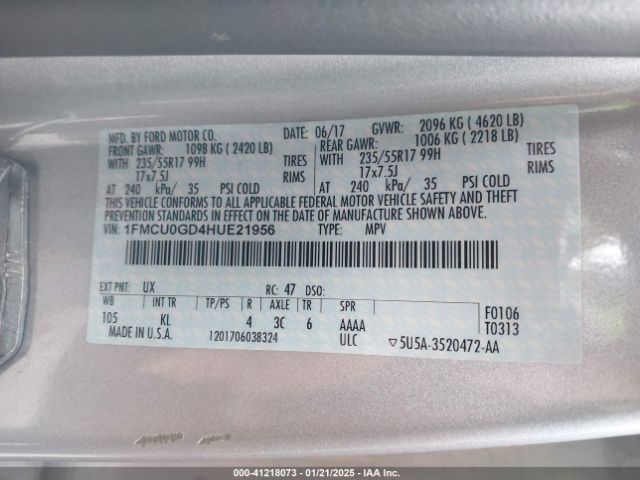 MFD. BY FORD MOTOR CO. DATE: 06/17 GVWR: 2096 KG ( 4620 LB)
FRONT GAWR: 1098 KG ( 2420 LB) REAR GAWR: 1006 KG ( 2218 LB)
WITH 235/55R17 99H TIRES WITH 235/55R17 99H TIRES
17x7.5J RIMS 17x7.5J RIMS
AT 240 kPa/ 35 PSI COLD AT 240 kPa/ 35 PSI COLD
THIS VEHICLE CONFORMS TO ALL APPLICABLE FEDERAL MOTOR VEHICLE SAFETY AND THEFT
PREVENTION STANDARDS IN EFFECT ON THE DATE OF MANUFACTURE SHOWN ABOVE.
VIN: 1FMCU0GD4HUE21956 TYPE: MPV
EXT PNT: UX RC: 47 DSO:
WB INT TR TP/PS R AXLE TR SPR
105 KL 4 3C 6 AAAA F0106
MADE IN U.S.A. 1201706038324 ULC T0313
▽5U5A-3520472-AA
000-41218073 - 01/21/2025 - IAA Inc.